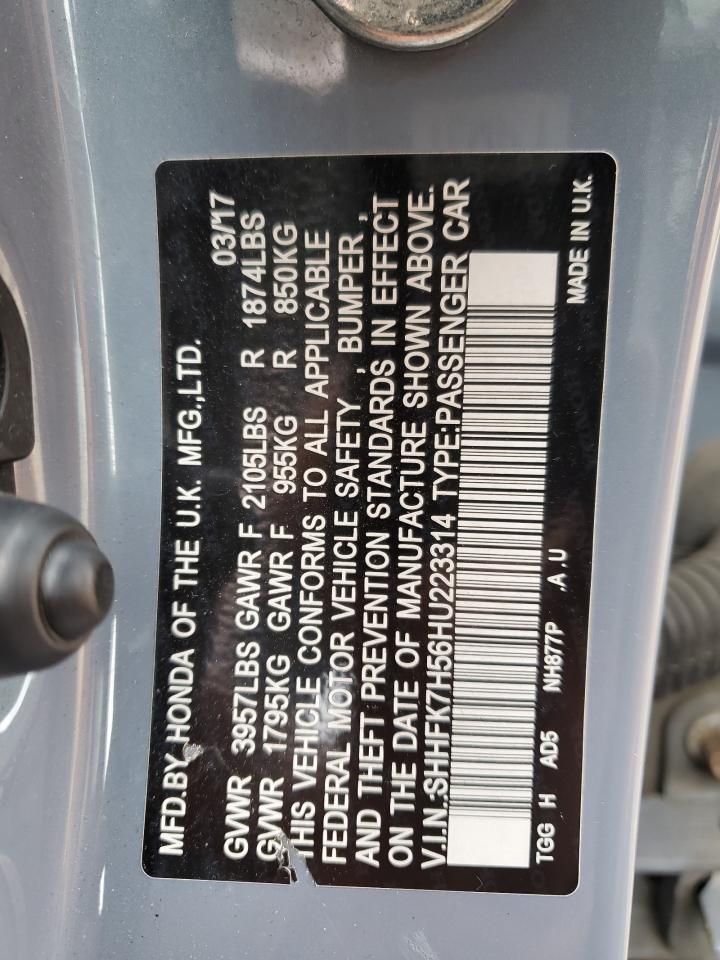 MFD.BY HONDA OF THE U.K. MFG.,LTD.
03/17
GVWR 3957LBS GAWR F 2105LBS R 1874LBS
GVWR 1795KG GAWR F 955KG R 850KG
THIS VEHICLE CONFORMS TO ALL APPLICABLE
FEDERAL MOTOR VEHICLE SAFETY , BUMPER ,
AND THEFT PREVENTION STANDARDS IN EFFECT
ON THE DATE OF MANUFACTURE SHOWN ABOVE.
V.I.N.:SHHFK7H56HU223314 TYPE:PASSENGER CAR
TGG H AD5 NH877P .A .U MADE IN U.K.